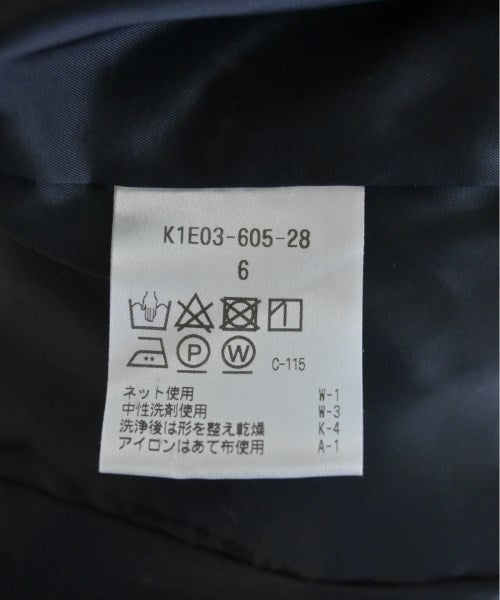 K1E03-605-28
6
P W C-115
ネット使用 W-1
中性洗剤使用 W-3
洗浄後は形を整え乾燥 K-4
アイロンはあて布使用 A-1